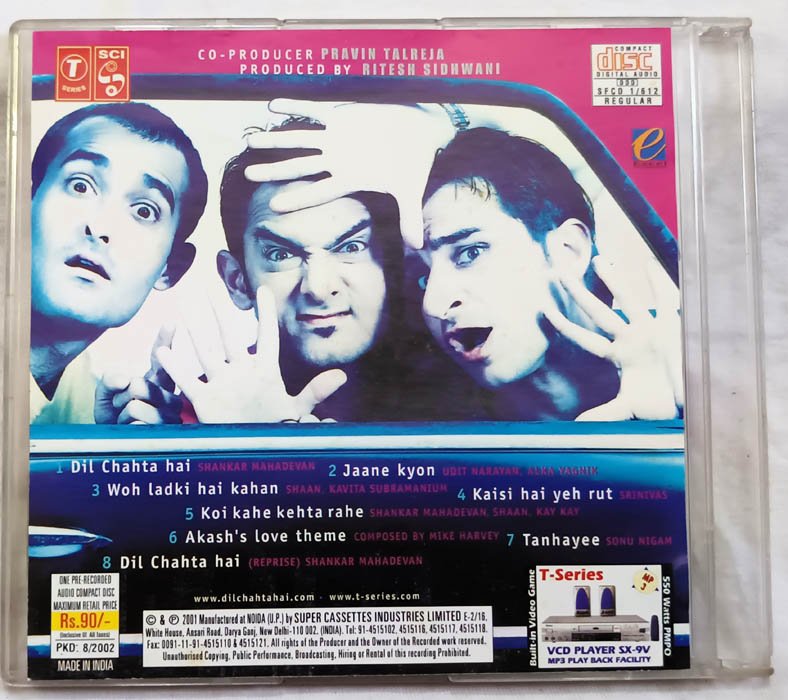 T
SERIES
SCI
CO-PRODUCER PRAVIN TALREJA
PRODUCED BY RITESH SIDHWANI
COMPACT
disc
DIGITAL AUDIO
DDD
SFCD 1/612
REGULAR
e
Excel
1 Dil Chahta hai SHANKAR MAHADEVAN 2 Jaane kyon UDIT NARAYAN, ALKA YAGNIK
3 Woh ladki hai kahan SHAAN, KAVITA SUBRAMANIUM 4 Kaisi hai yeh rut SRINIVAS
5 Koi kahe kehta rahe SHANKAR MAHADEVAN, SHAAN, KAY KAY
6 Akash's love theme COMPOSED BY MIKE HARVEY 7 Tanhayee SONU NIGAM
8 Dil Chahta hai (REPRISE) SHANKAR MAHADEVAN
ONE PRE-RECORDED
AUDIO COMPACT DISC
MAXIMUM RETAIL PRICE
Rs.90/-
(Inclusive Of All Taxes)
PKD: 8/2002
MADE IN INDIA
www.dilchahtahai.com · www.t-series.com
© & ℗ 2001 Manufactured at NOIDA (U.P.) by SUPER CASSETTES INDUSTRIES LIMITED E-2/16,
White House, Ansari Road, Darya Ganj, New Delhi-110 002. (INDIA). Tel: 91-4515102, 4515116, 4515117, 4515118.
Fax: 0091-11-91-4515110 & 4515121. All rights of the Producer and the Owner of the Recorded work reserved.
Unauthorised Copying, Public Performance, Broadcasting, Hiring or Rental of this recording Prohibited.
Built-in Video Game
T-Series
MP
3
550 Watts PMPO
VCD PLAYER SX-9V
MP3 PLAY BACK FACILITY